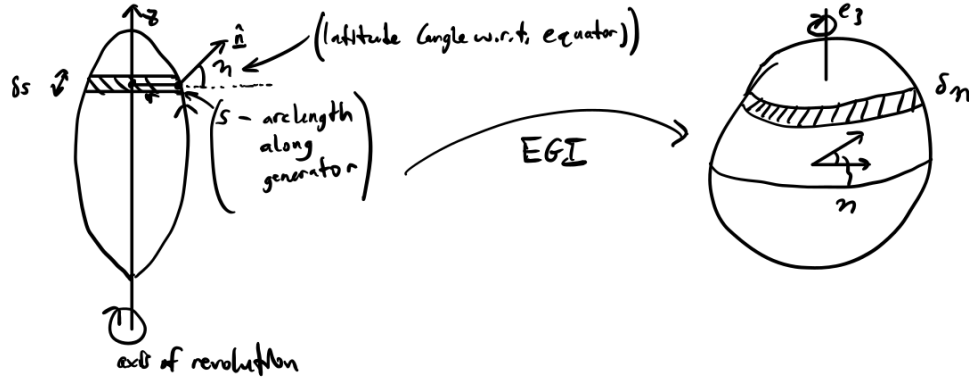 z
n̂
η
(latitude (angle w.r.t. equator))
δs
r
(s - arclength
along
generator)
EGI
axis of revolution
e3
δη
η